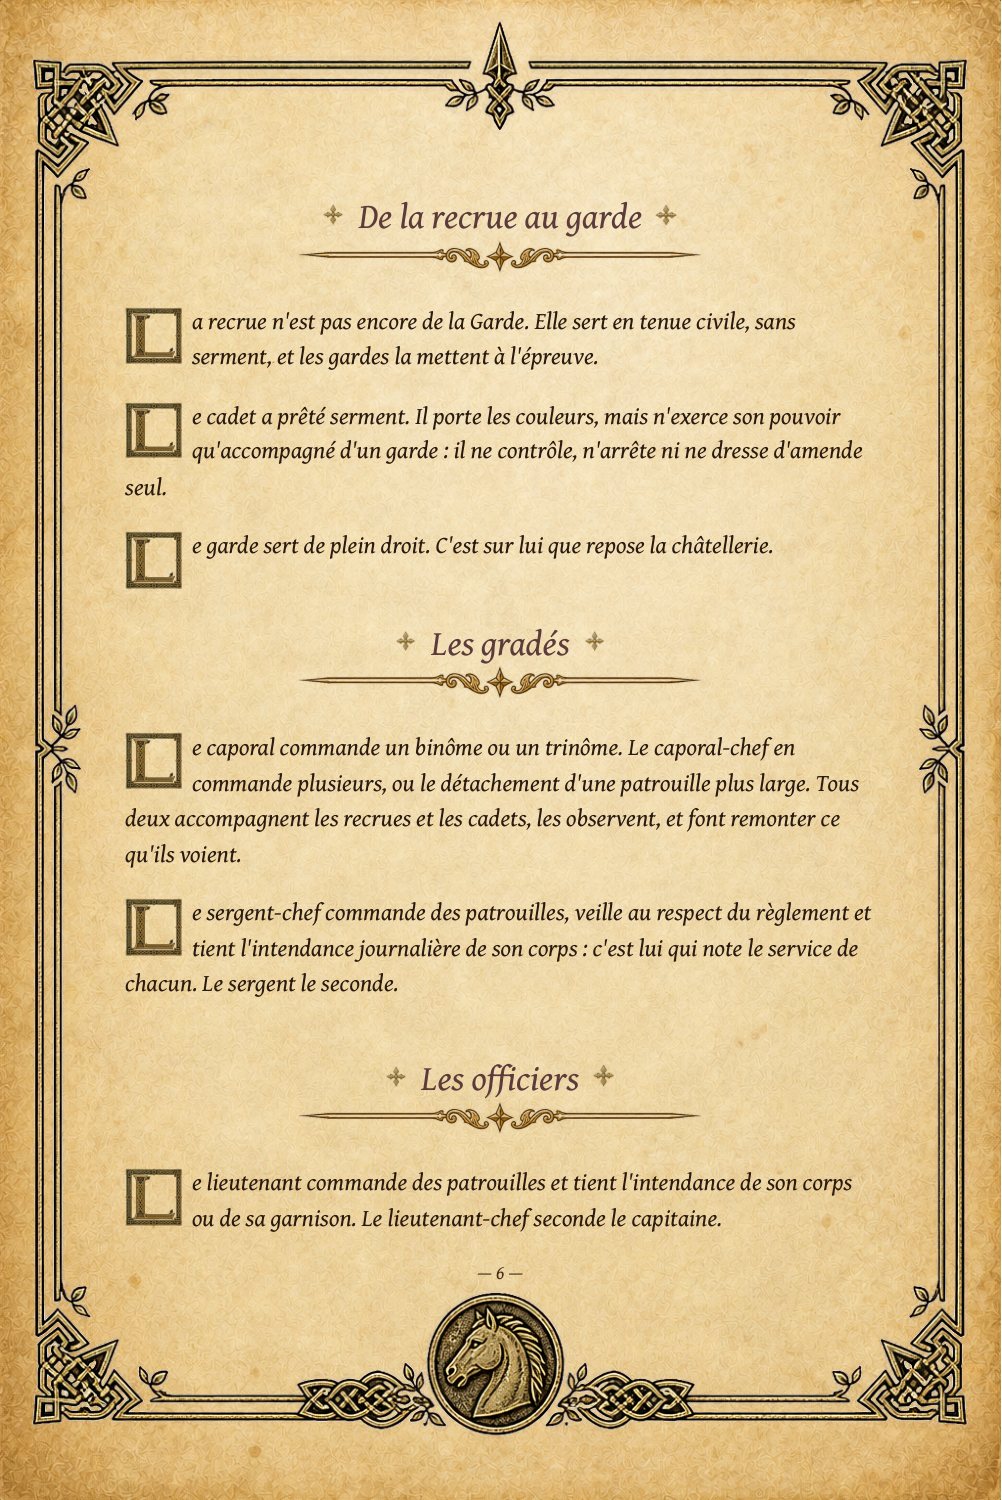 De la recrue au garde
La recrue n'est pas encore de la Garde. Elle sert en tenue civile, sans
serment, et les gardes la mettent à l'épreuve.
Le cadet a prêté serment. Il porte les couleurs, mais n'exerce son pouvoir
qu'accompagné d'un garde : il ne contrôle, n'arrête ni ne dresse d'amende
seul.
Le garde sert de plein droit. C'est sur lui que repose la châtellerie.
Les gradés
Le caporal commande un binôme ou un trinôme. Le caporal-chef en
commande plusieurs, ou le détachement d'une patrouille plus large. Tous
deux accompagnent les recrues et les cadets, les observent, et font remonter ce
qu'ils voient.
Le sergent-chef commande des patrouilles, veille au respect du règlement et
tient l'intendance journalière de son corps : c'est lui qui note le service de
chacun. Le sergent le seconde.
Les officiers
Le lieutenant commande des patrouilles et tient l'intendance de son corps
ou de sa garnison. Le lieutenant-chef seconde le capitaine.
— 6 —